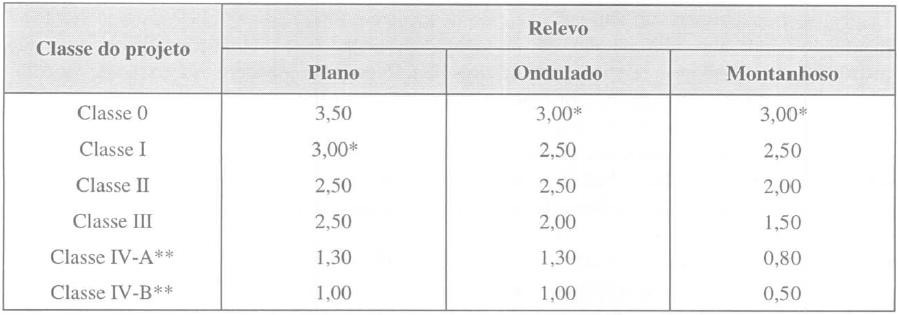 Classe do projeto
Relevo
Plano Ondulado Montanhoso
Classe 0 3,50 3,00* 3,00*
Classe I 3,00* 2,50 2,50
Classe II 2,50 2,50 2,00
Classe III 2,50 2,00 1,50
Classe IV-A** 1,30 1,30 0,80
Classe IV-B** 1,00 1,00 0,50